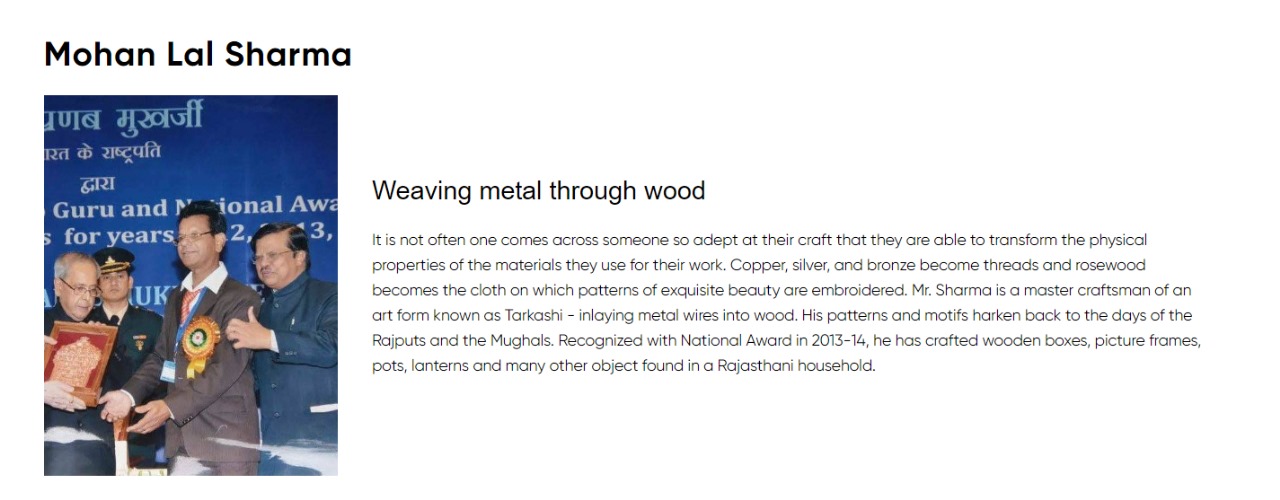 Mohan Lal Sharma
प्रणब मुखर्जी
भारत के राष्ट्रपति
द्वारा
Guru and National Awa
s for years 2, 13,
UK
Weaving metal through wood
It is not often one comes across someone so adept at their craft that they are able to transform the physical
properties of the materials they use for their work. Copper, silver, and bronze become threads and rosewood
becomes the cloth on which patterns of exquisite beauty are embroidered. Mr. Sharma is a master craftsman of an
art form known as Tarkashi - inlaying metal wires into wood. His patterns and motifs harken back to the days of the
Rajputs and the Mughals. Recognized with National Award in 2013-14, he has crafted wooden boxes, picture frames,
pots, lanterns and many other object found in a Rajasthani household.